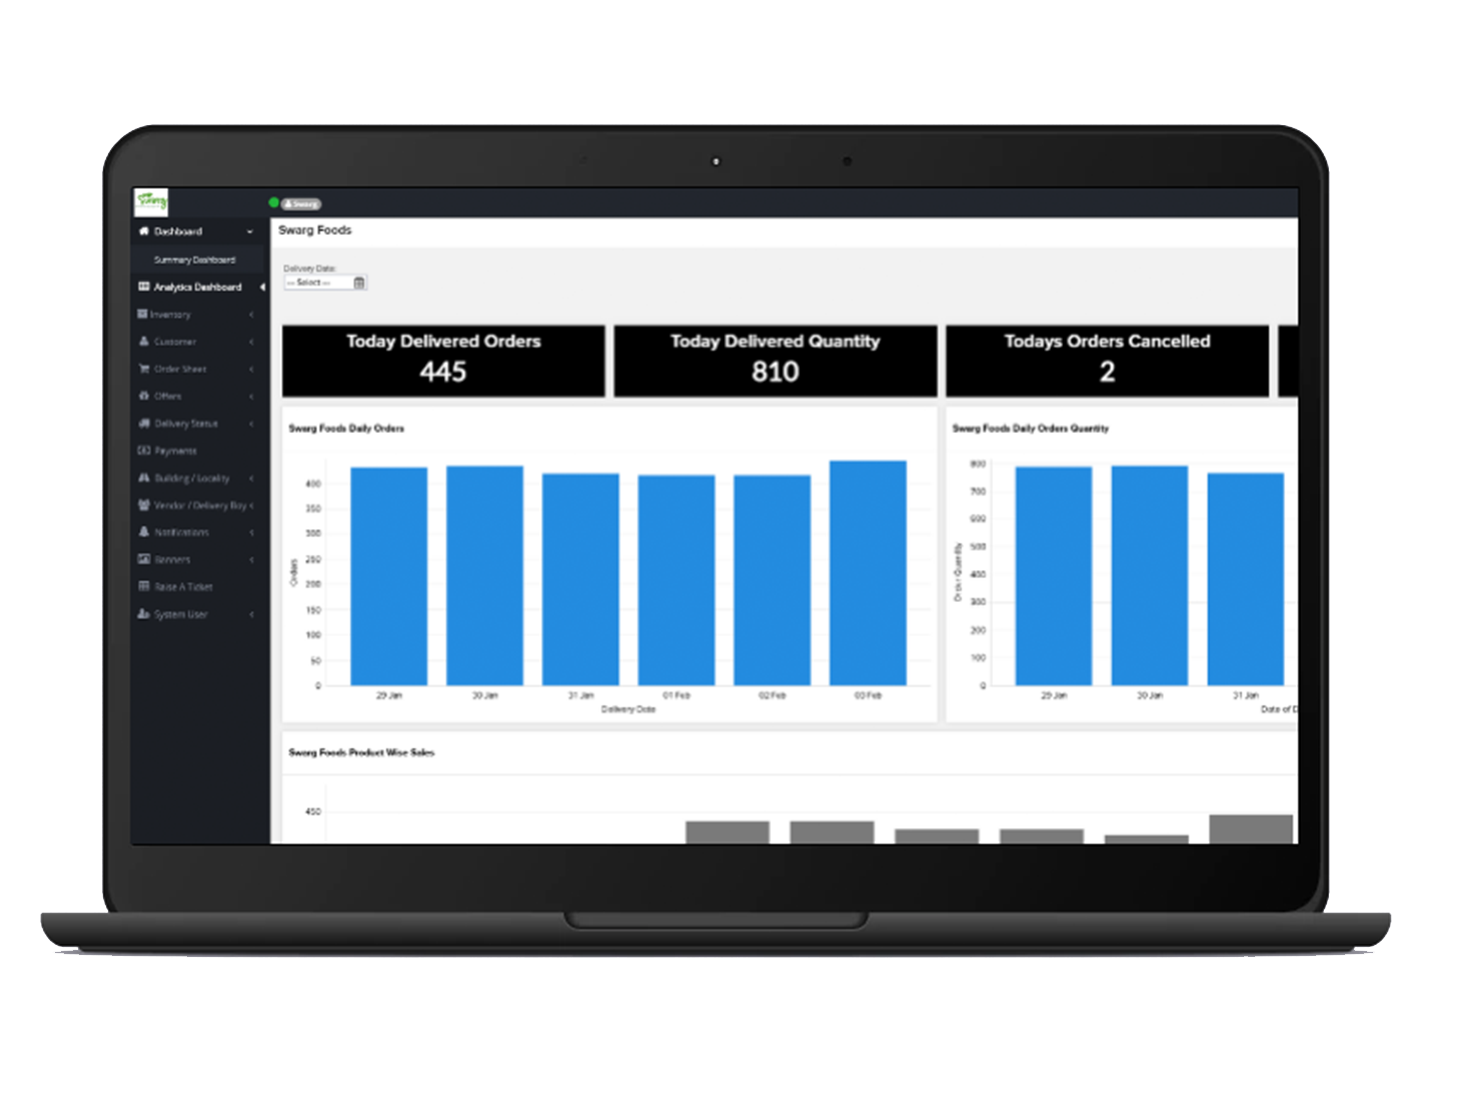 Swarg
Swarg
Dashboard
Summary Dashboard
Analytics Dashboard
Inventory
Customer
Order Sheet
Offers
Delivery Status
Payments
Building / Locality
Vendor / Delivery Boy
Notifications
Banners
Raise A Ticket
System User
Swarg Foods
Delivery Date:
-- Select --
Today Delivered Orders
445
Today Delivered Quantity
810
Todays Orders Cancelled
2
Swarg Foods Daily Orders
400
350
300
250
200
150
100
50
0
Orders
29 Jan 30 Jan 31 Jan 01 Feb 02 Feb 03 Feb
Delivery Date
Swarg Foods Daily Orders Quantity
800
700
600
500
400
300
200
100
0
Order Quantity
29 Jan 30 Jan 31 Jan
Date of D
Swarg Foods Product Wise Sales
450